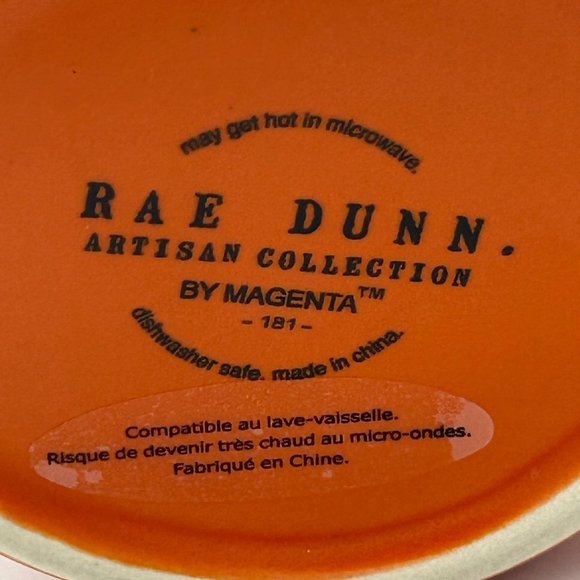 may get hot in microwave.
RAE DUNN.
ARTISAN COLLECTION
BY MAGENTA™
- 181 -
dishwasher safe. made in china.
Compatible au lave-vaisselle.
Risque de devenir très chaud au micro-ondes.
Fabriqué en Chine.